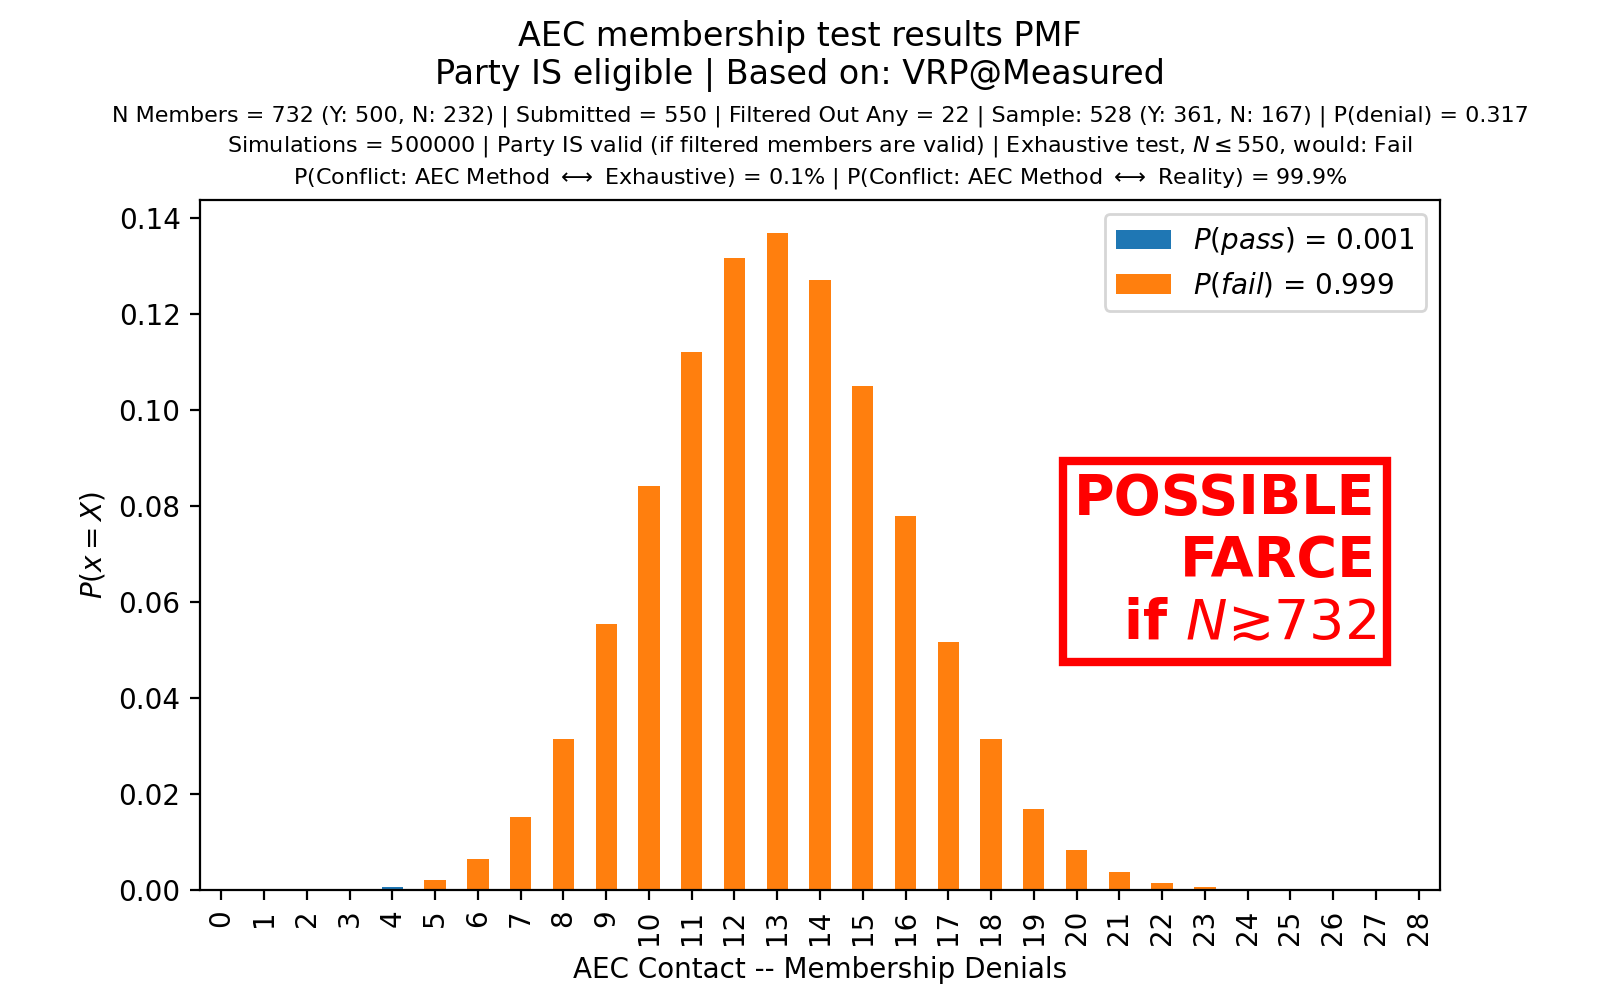 AEC membership test results PMF
Party IS eligible | Based on: VRP@Measured
N Members = 732 (Y: 500, N: 232) | Submitted = 550 | Filtered Out Any = 22 | Sample: 528 (Y: 361, N: 167) | P(denial) = 0.317
Simulations = 500000 | Party IS valid (if filtered members are valid) | Exhaustive test, N ≤ 550, would: Fail
P(Conflict: AEC Method ⟷ Exhaustive) = 0.1% | P(Conflict: AEC Method ⟷ Reality) = 99.9%
P(pass) = 0.001
P(fail) = 0.999
POSSIBLE
FARCE
if N≳732
P(x = X)
0.14
0.12
0.10
0.08
0.06
0.04
0.02
0.00
0 1 2 3 4 5 6 7 8 9 10 11 12 13 14 15 16 17 18 19 20 21 22 23 24 25 26 27 28
AEC Contact -- Membership Denials